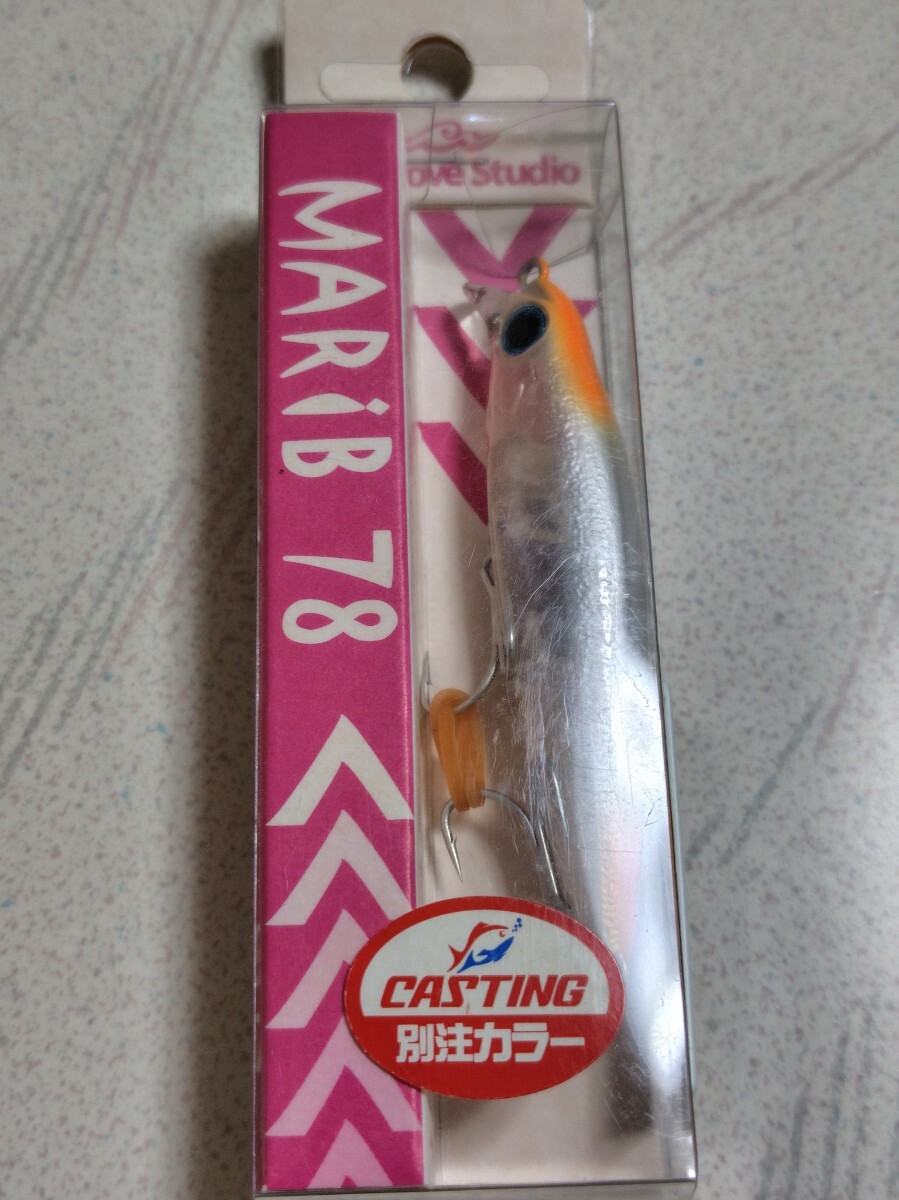 ove Studio
MARiB 78
CASTING
別注カラー